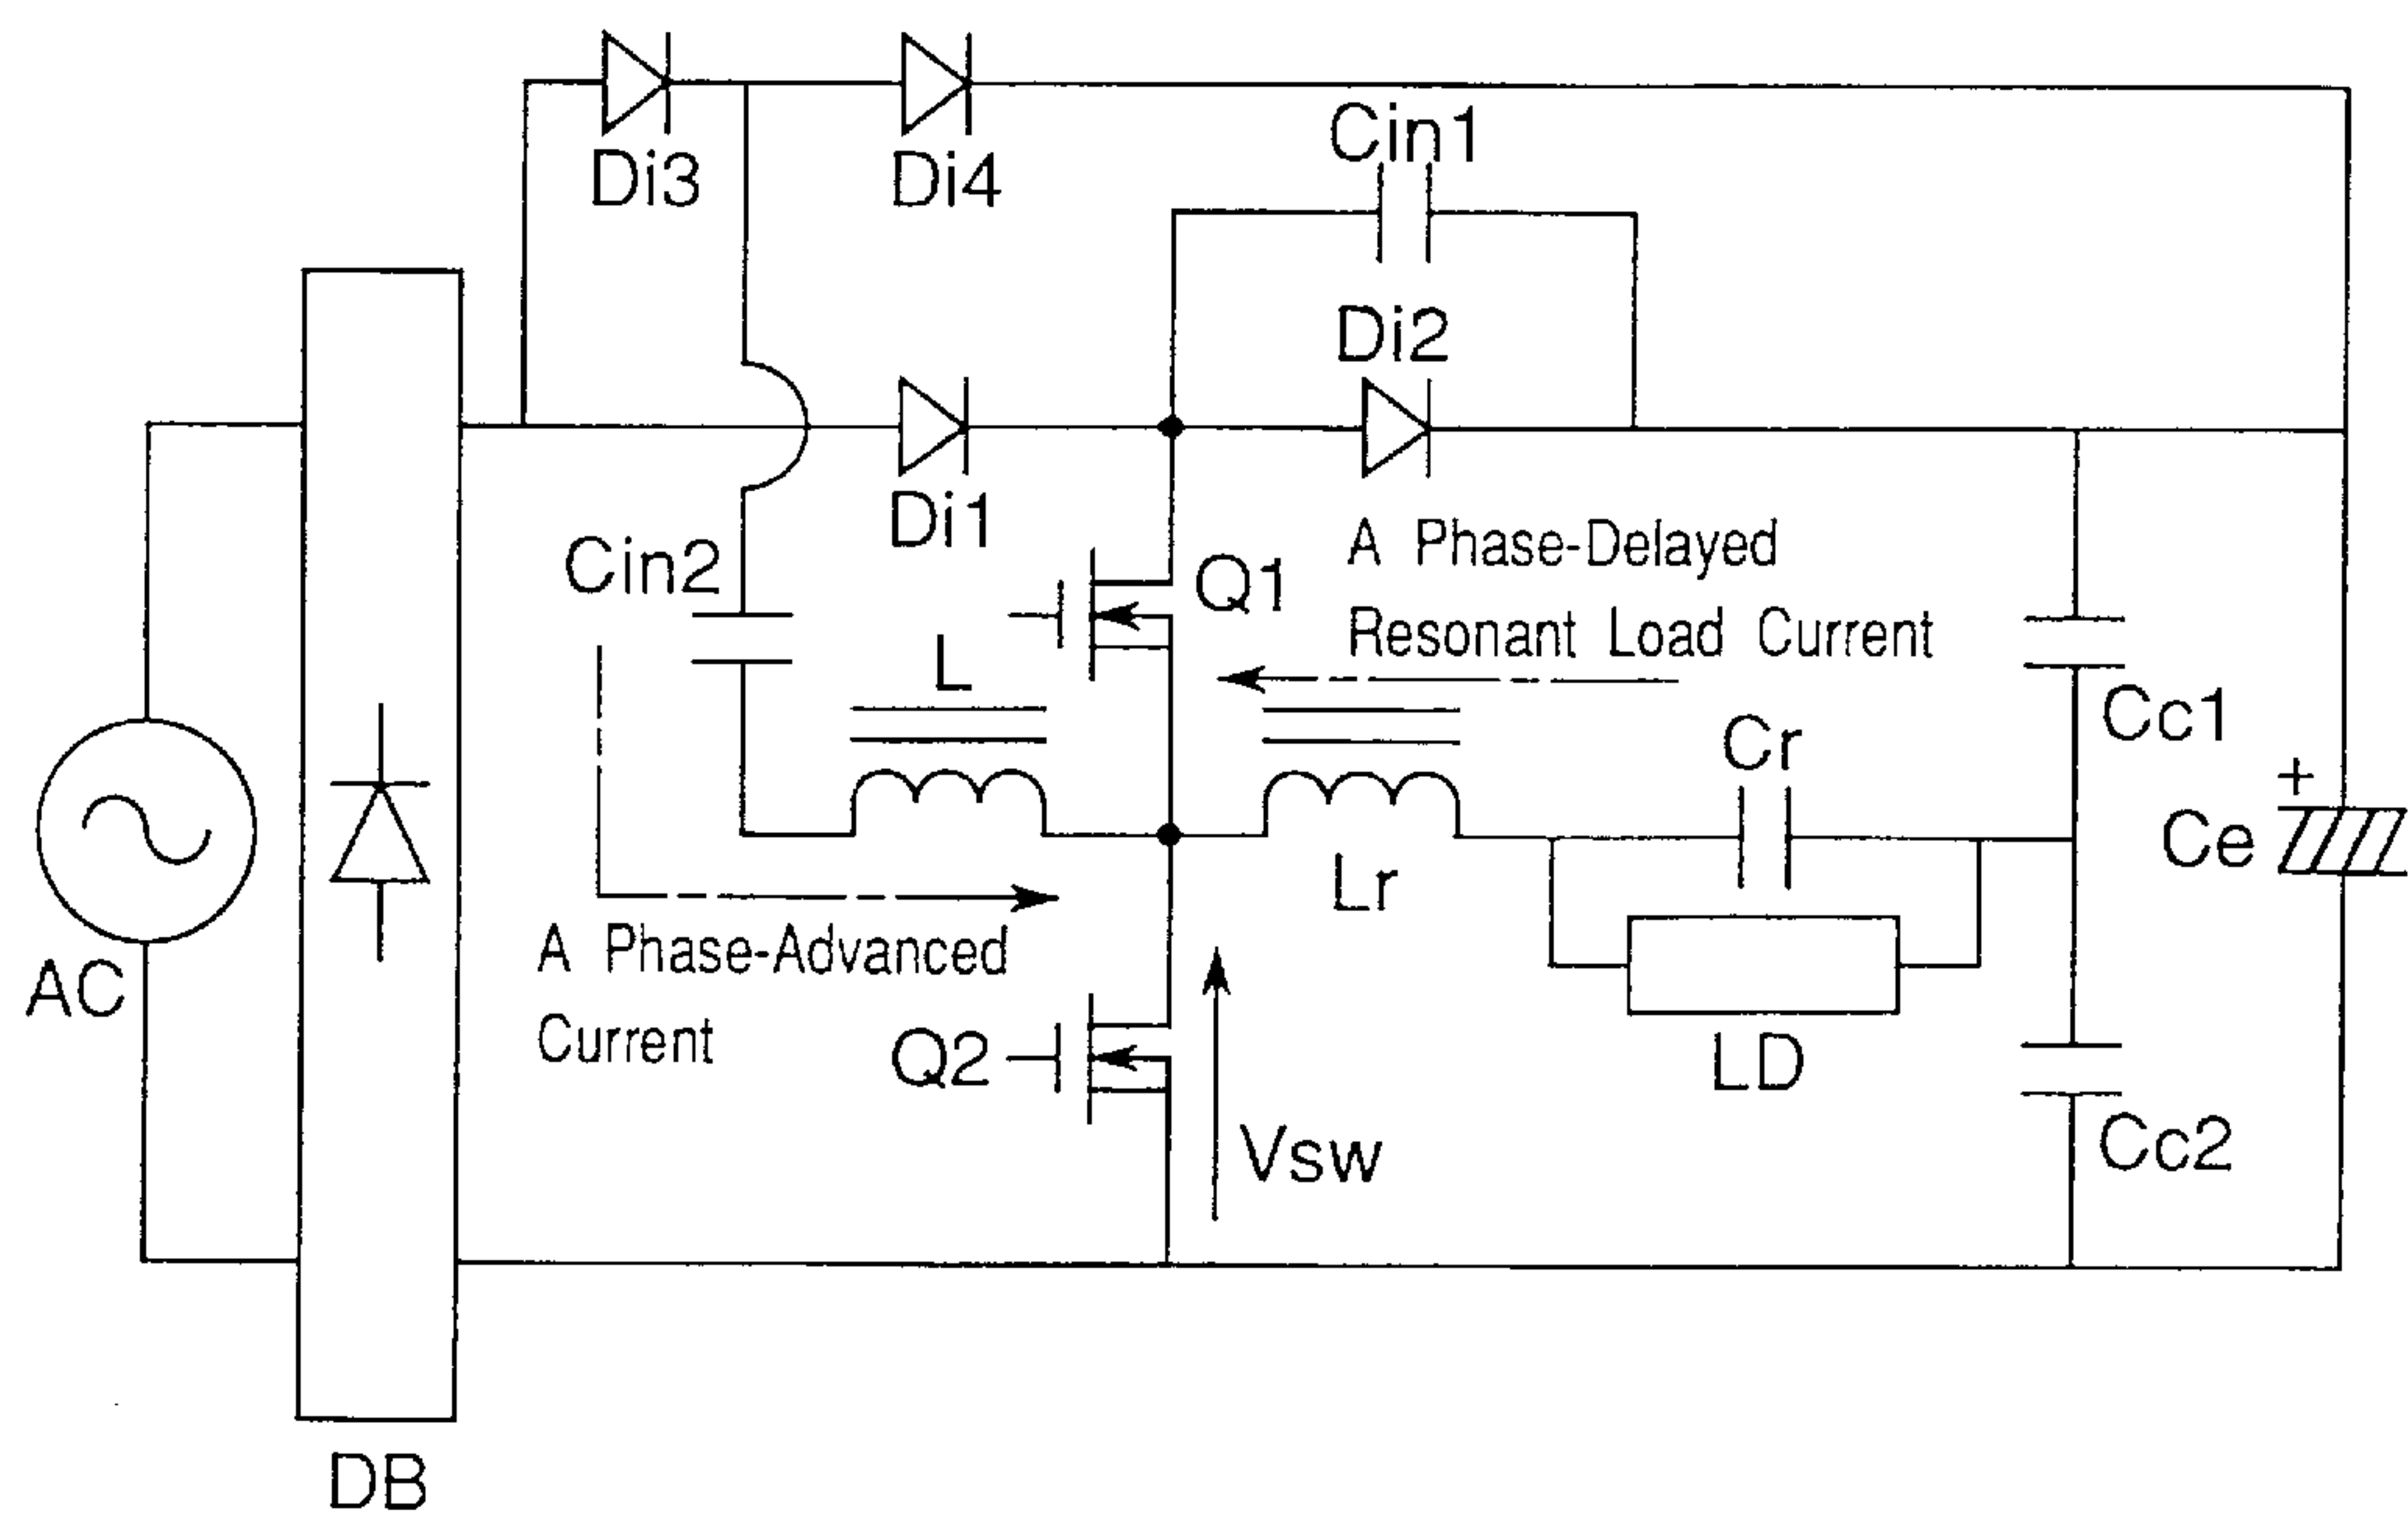 Di3
Di4
Cin1
Di2
Di1
Cin2
Q1
A Phase-Delayed
Resonant Load Current
L
Cc1
Cr
+
Ce
Lr
A Phase-Advanced
Current
AC
Q2
LD
Vsw
Cc2
DB